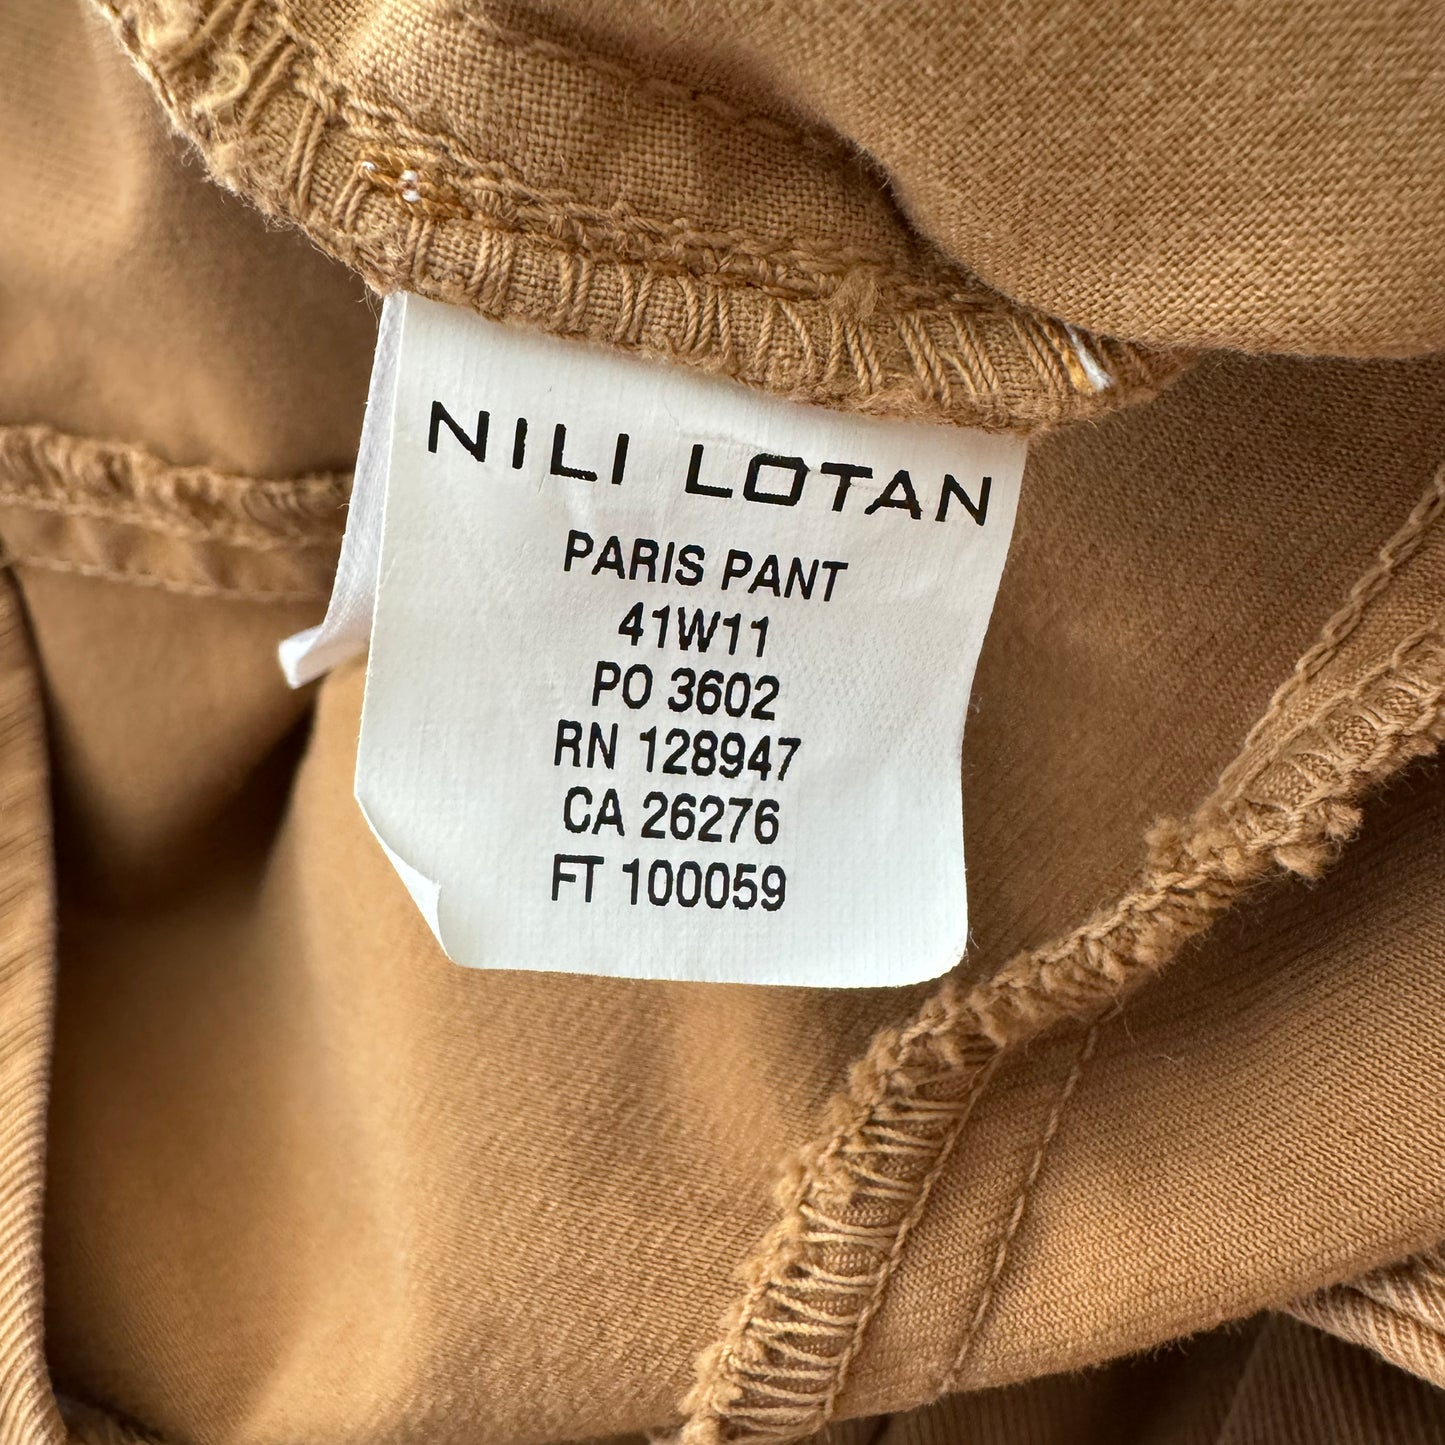 NILI LOTAN
PARIS PANT
41W11
PO 3602
RN 128947
CA 26276
FT 100059